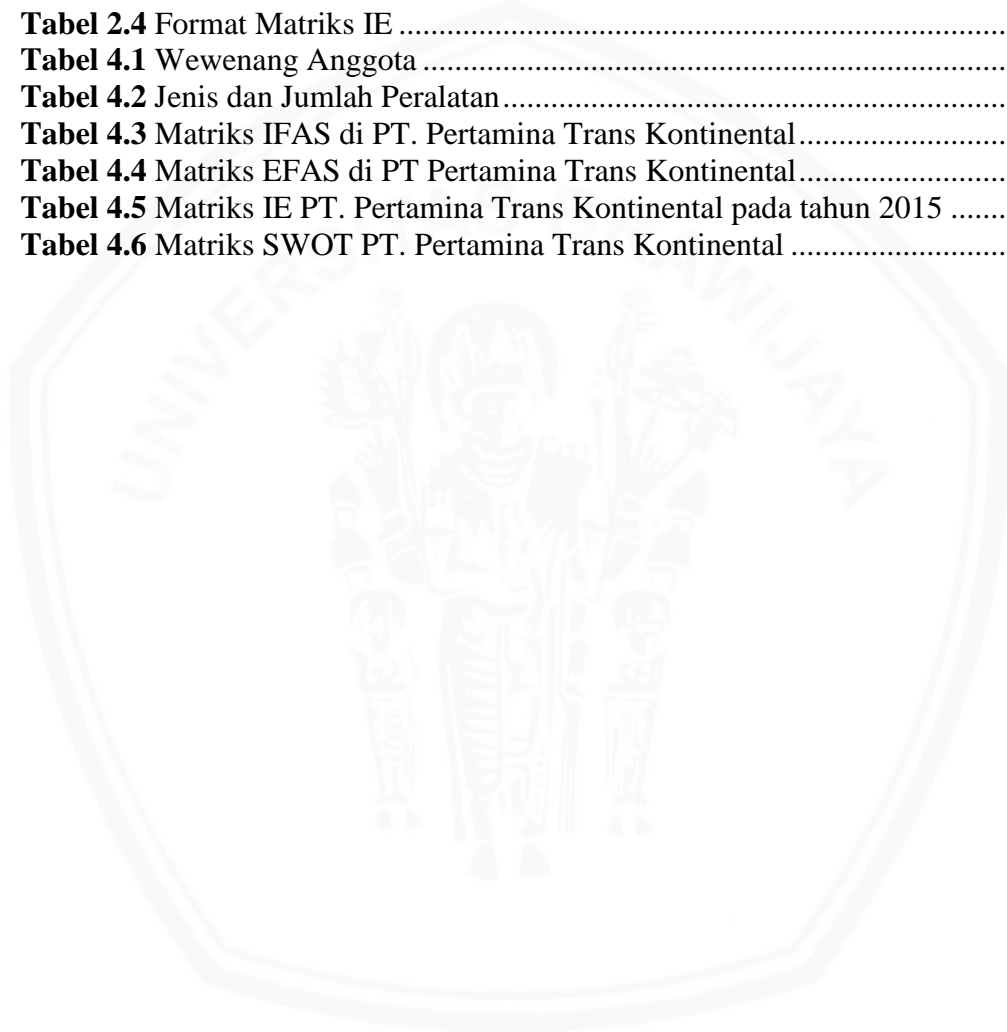 Tabel 2.4 Format Matriks IE ........................................................................
Tabel 4.1 Wewenang Anggota .....................................................................
Tabel 4.2 Jenis dan Jumlah Peralatan...........................................................
Tabel 4.3 Matriks IFAS di PT. Pertamina Trans Kontinental.........................
Tabel 4.4 Matriks EFAS di PT Pertamina Trans Kontinental.........................
Tabel 4.5 Matriks IE PT. Pertamina Trans Kontinental pada tahun 2015 .......
Tabel 4.6 Matriks SWOT PT. Pertamina Trans Kontinental ..........................
UNIVERSITAS BRAWIJAYA